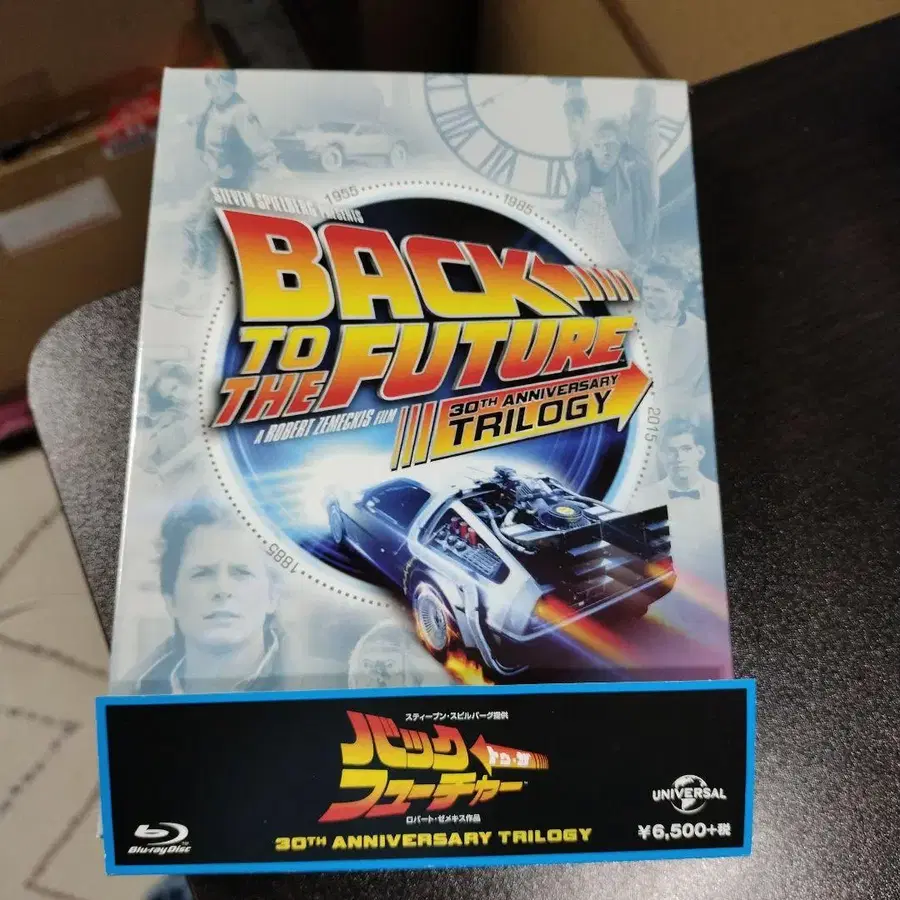 STEVEN SPIELBERG PRESENTS
1955
1985
BACK
TO THE FUTURE
A ROBERT ZEMECKIS FILM
30TH ANNIVERSARY
TRILOGY
2015
1885
スティーブン・スピルバーグ提供
バック・トゥ・ザ
フューチャー
ロバート・ゼメキス作品
30TH ANNIVERSARY TRILOGY
Blu-ray Disc
UNIVERSAL
¥6,500+税